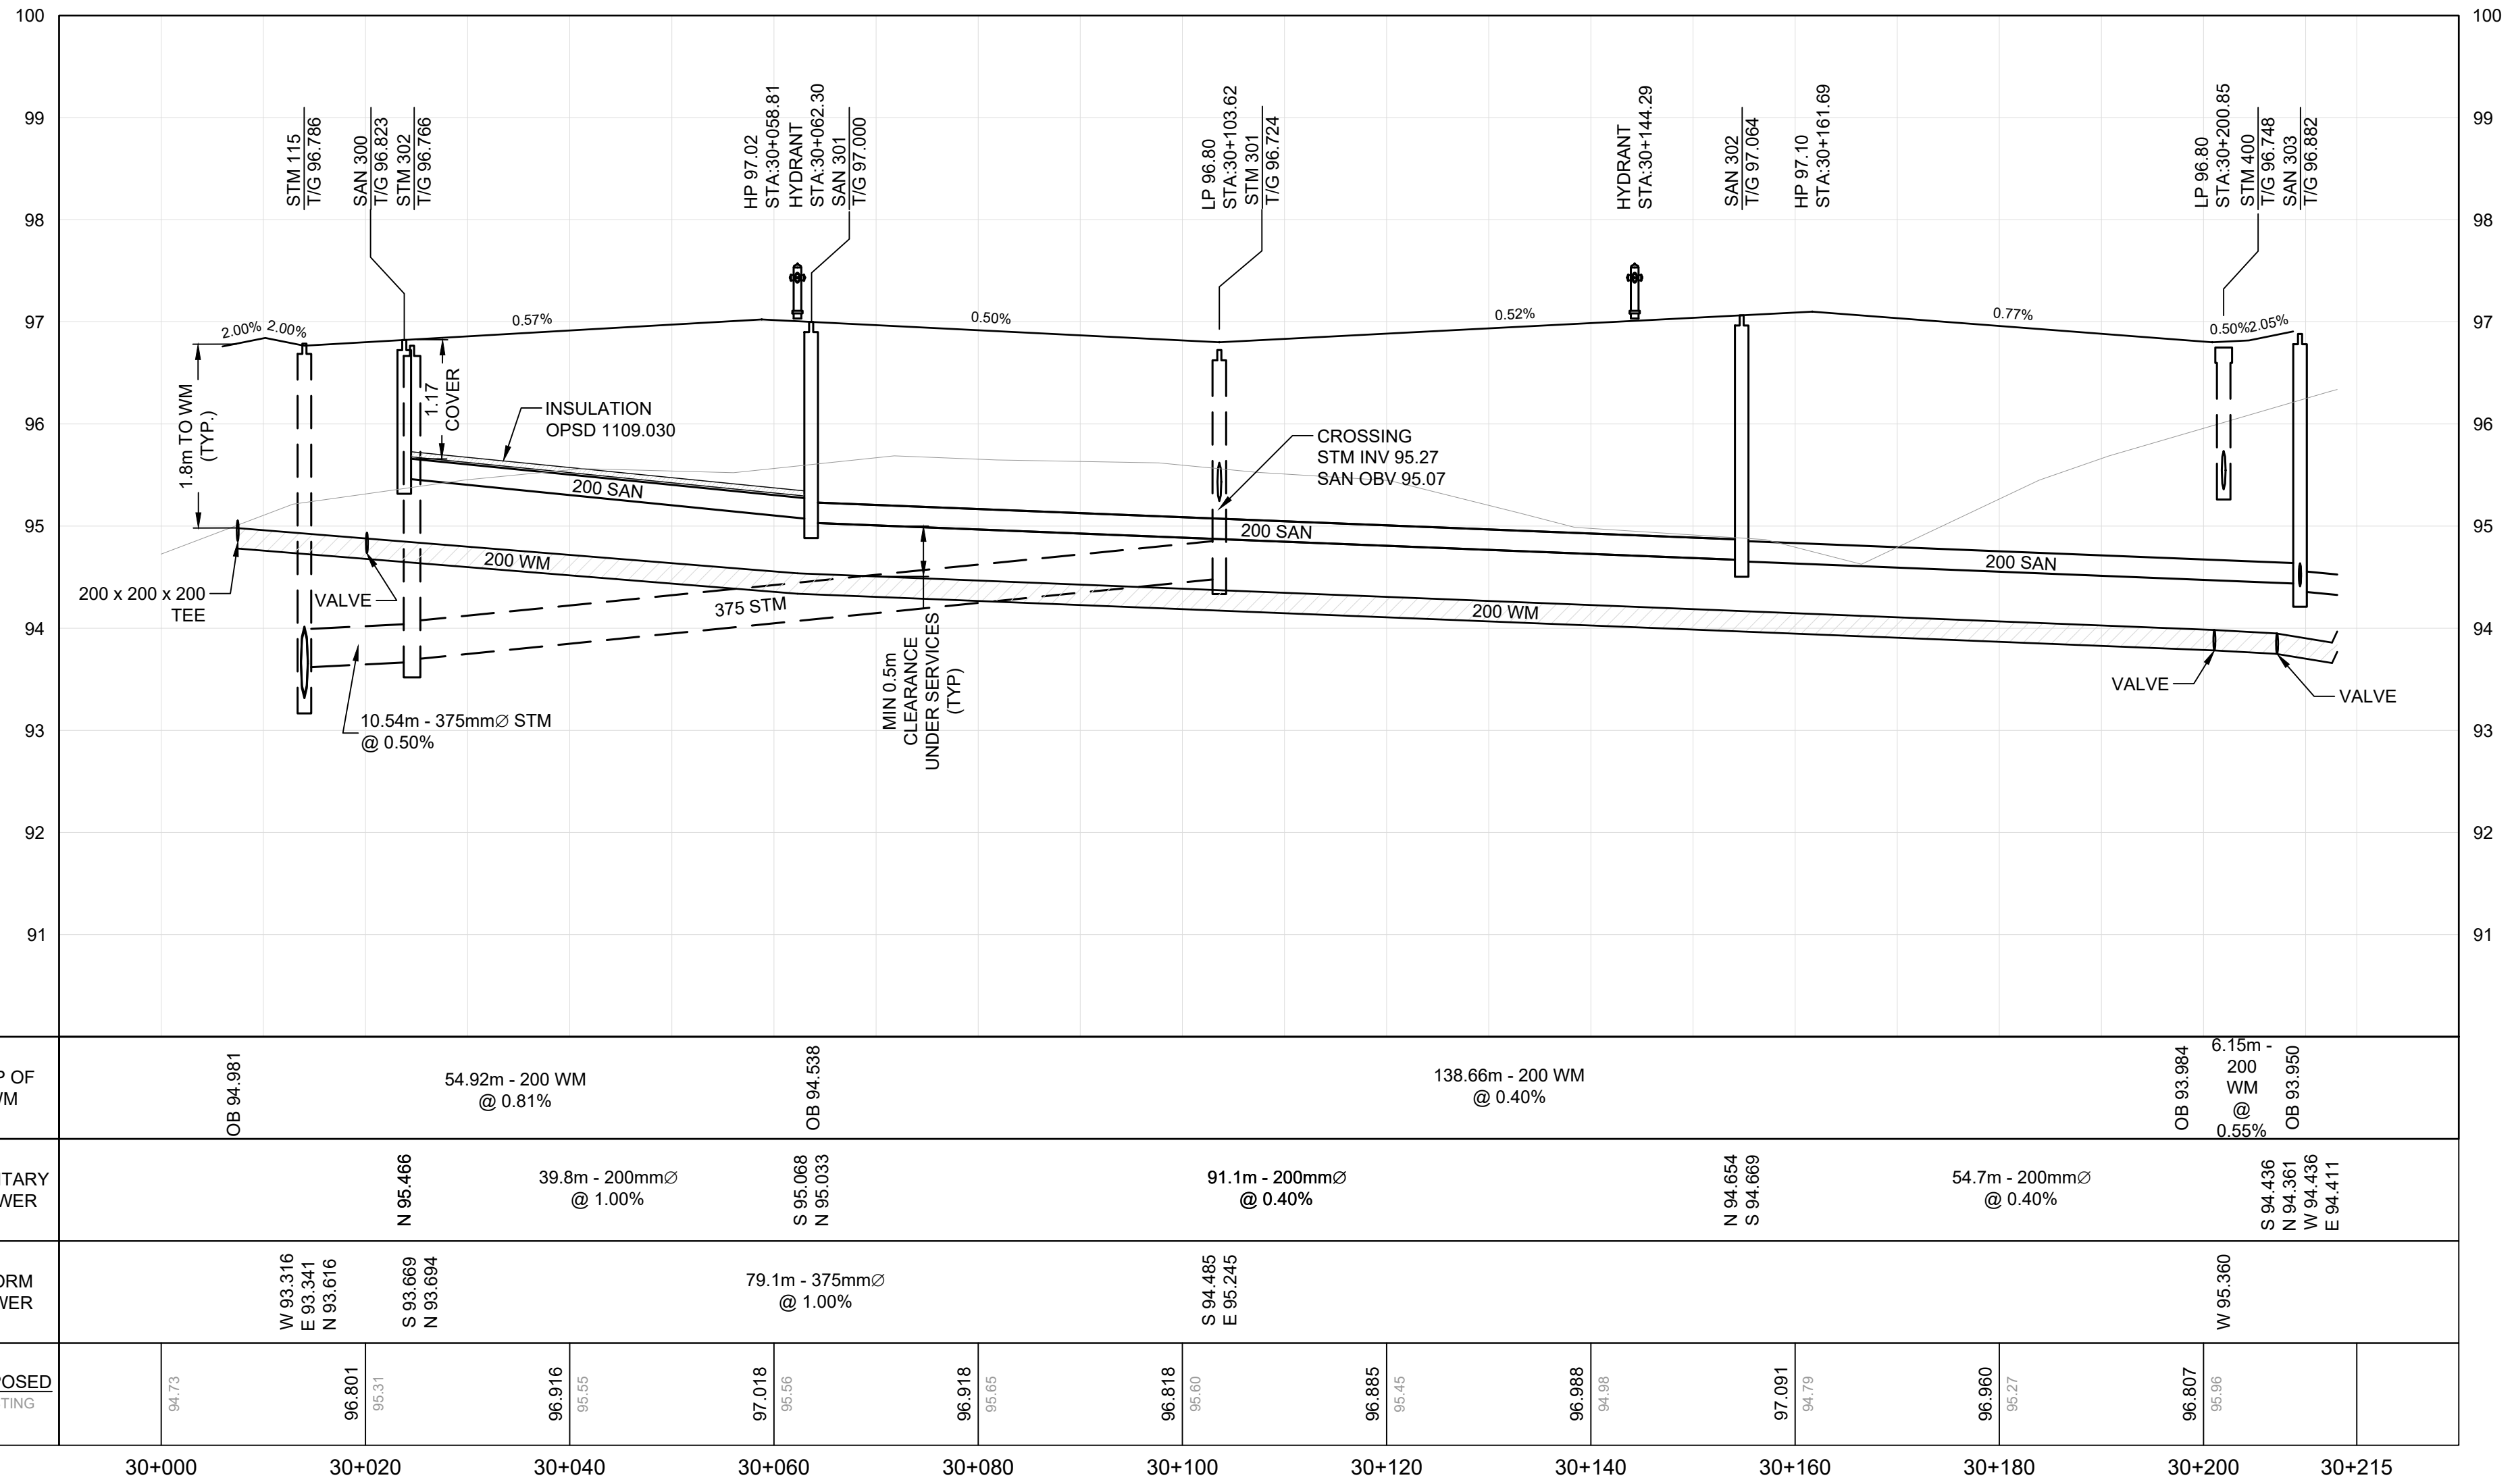 100
99
98
97
96
95
94
93
92
91
100
99
98
97
96
95
94
93
92
91
STM 115
T/G 96.786
SAN 300
T/G 96.823
STM 302
T/G 96.766
HP 97.02
STA:30+058.81
HYDRANT
STA:30+062.30
SAN 301
T/G 97.000
LP 96.80
STA:30+103.62
STM 301
T/G 96.724
HYDRANT
STA:30+144.29
SAN 302
T/G 97.064
HP 97.10
STA:30+161.69
LP 96.80
STA:30+200.85
STM 400
T/G 96.748
SAN 303
T/G 96.882
2.00%
2.00%
0.57%
0.50%
0.52%
0.77%
0.50%
2.05%
1.8m TO WM
(TYP.)
1.17
COVER
INSULATION
OPSD 1109.030
CROSSING
STM INV 95.27
SAN OBV 95.07
200 SAN
200 SAN
200 SAN
200 WM
200 WM
375 STM
200 x 200 x 200
TEE
VALVE
10.54m - 375mm∅ STM
@ 0.50%
MIN 0.5m
CLEARANCE
UNDER SERVICES
(TYP)
VALVE
VALVE
P OF
WM
OB 94.981
54.92m - 200 WM
@ 0.81%
OB 94.538
138.66m - 200 WM
@ 0.40%
OB 93.984
6.15m -
200
WM
@
0.55%
OB 93.950
ITARY
WER
N 95.466
39.8m - 200mm∅
@ 1.00%
S 95.068
N 95.033
91.1m - 200mm∅
@ 0.40%
N 94.654
S 94.669
54.7m - 200mm∅
@ 0.40%
S 94.436
N 94.361
W 94.436
E 94.411
ORM
WER
W 93.316
E 93.341
N 93.616
S 93.669
N 93.694
79.1m - 375mm∅
@ 1.00%
S 94.485
E 95.245
W 95.360
POSED
TING
94.73
96.801
95.31
96.916
95.55
97.018
95.56
96.918
95.65
96.818
95.60
96.885
95.45
96.988
94.98
97.091
94.79
96.960
95.27
96.807
95.96
30+000
30+020
30+040
30+060
30+080
30+100
30+120
30+140
30+160
30+180
30+200
30+215